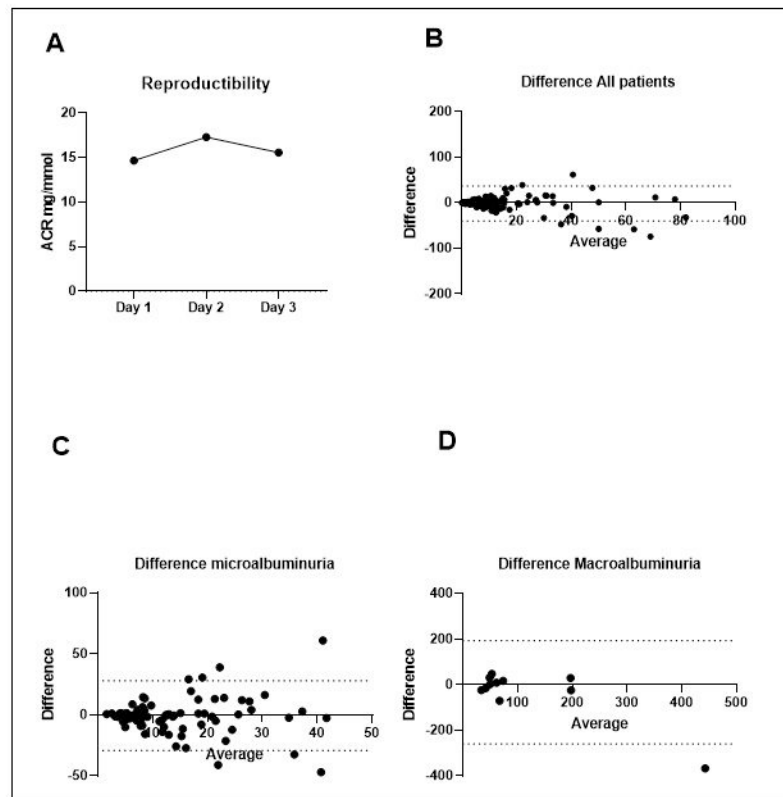 A
Reproductibility
20
15
10
5
0
ACR mg/mmol
Day 1 Day 2 Day 3
B
Difference All patients
200
100
0
-100
-200
Difference
20 40 60 80 100
Average
C
Difference microalbuminuria
100
50
0
-50
Difference
10 20 30 40 50
Average
D
Difference Macroalbuminuria
400
200
0
-200
-400
Difference
100 200 300 400 500
Average